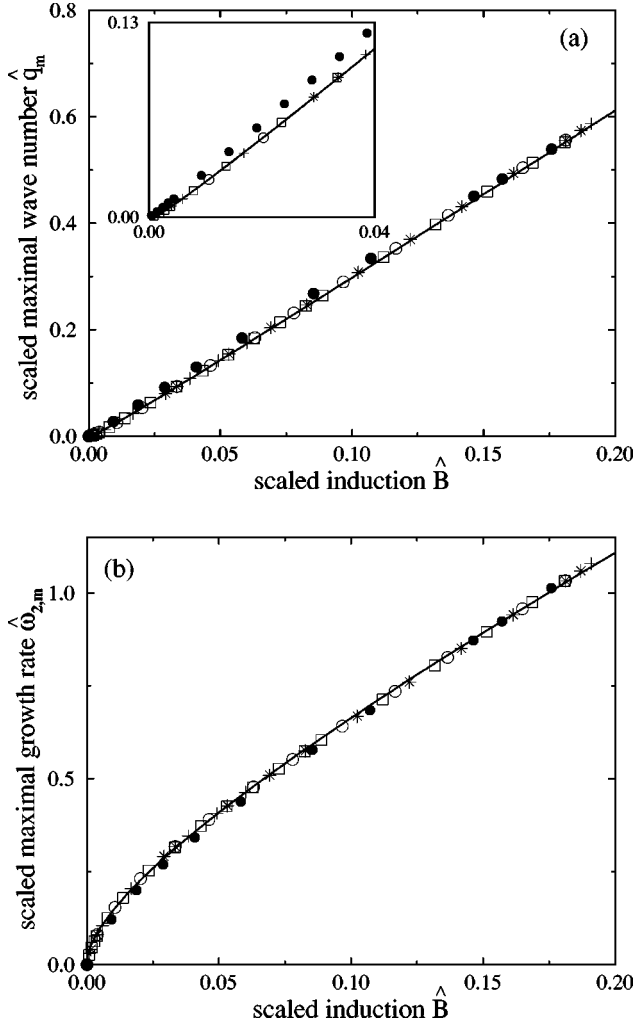 (a)
scaled maximal wave number q̂m
0.8
0.6
0.4
0.2
0.0
0.13
0.00
0.00 0.04
0.00 0.05 0.10 0.15 0.20
scaled induction B̂
(b)
scaled maximal growth rate ω̂2,m
1.0
0.5
0.0
0.00 0.05 0.10 0.15 0.20
scaled induction B̂